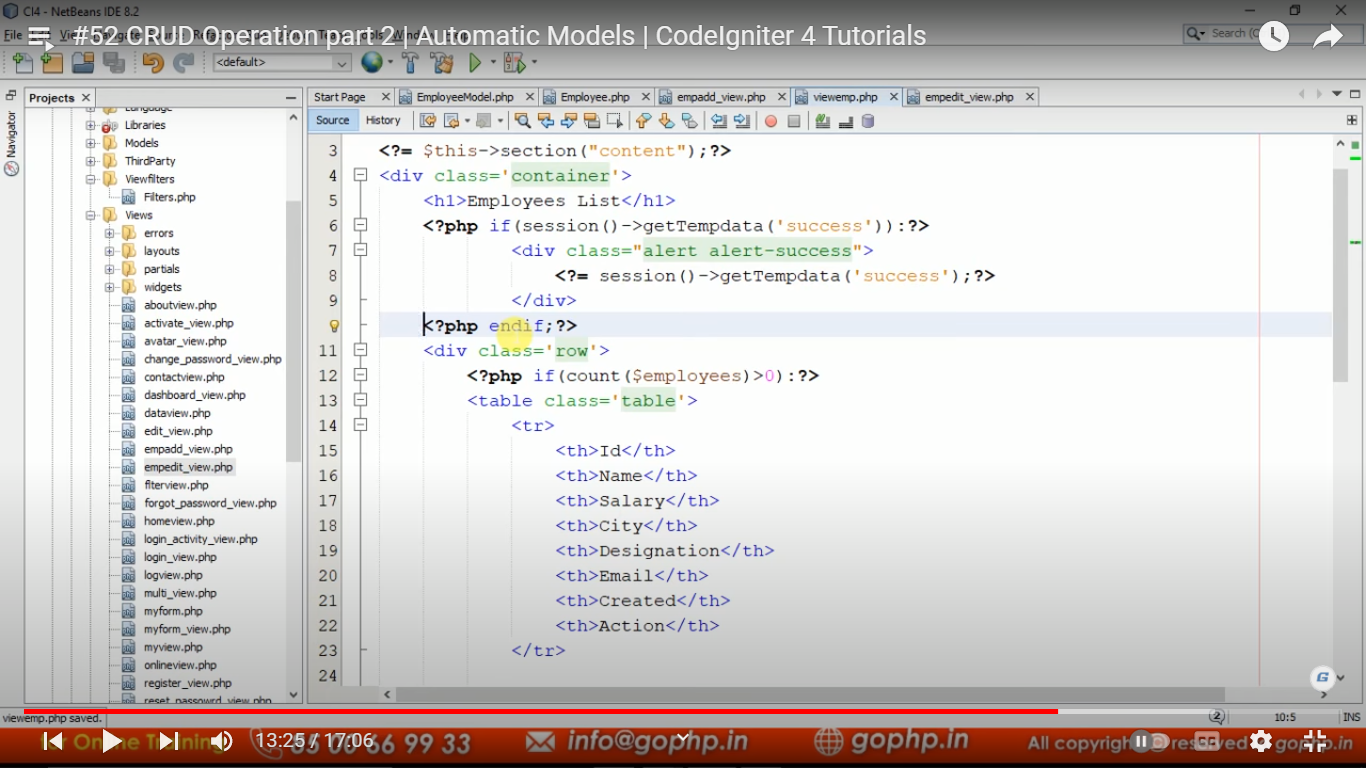 CI4 - NetBeans IDE 8.2
#52 CRUD Operation part 2 | Automatic Models | CodeIgniter 4 Tutorials
File
Search (C
<default>
Projects
Start Page
EmployeeModel.php
Employee.php
empadd_view.php
viewemp.php
empedit_view.php
Navigator
Source
History
Language
Libraries
Models
ThirdParty
Viewfilters
Filters.php
Views
errors
layouts
partials
widgets
aboutview.php
activate_view.php
avatar_view.php
change_password_view.php
contactview.php
dashboard_view.php
dataview.php
edit_view.php
empadd_view.php
empedit_view.php
flterview.php
forgot_password_view.php
homeview.php
login_activity_view.php
login_view.php
logview.php
multi_view.php
myform.php
myform_view.php
myview.php
onlineview.php
register_view.php
reset_passowrd_view.php
3 <?= $this->section("content");?>
4 <div class='container'>
5 <h1>Employees List</h1>
6 <?php if(session()->getTempdata('success')):?>
7 <div class="alert alert-success">
8 <?= session()->getTempdata('success');?>
9 </div>
<?php endif;?>
11 <div class='row'>
12 <?php if(count($employees)>0):?>
13 <table class='table'>
14 <tr>
15 <th>Id</th>
16 <th>Name</th>
17 <th>Salary</th>
18 <th>City</th>
19 <th>Designation</th>
20 <th>Email</th>
21 <th>Created</th>
22 <th>Action</th>
23 </tr>
24
G
viewemp.php saved.
2
10:5
INS
for Online Training
13:25 / 17:06
66 99 33
info@gophp.in
gophp.in
All copyright
reserved
gophp.in
CC